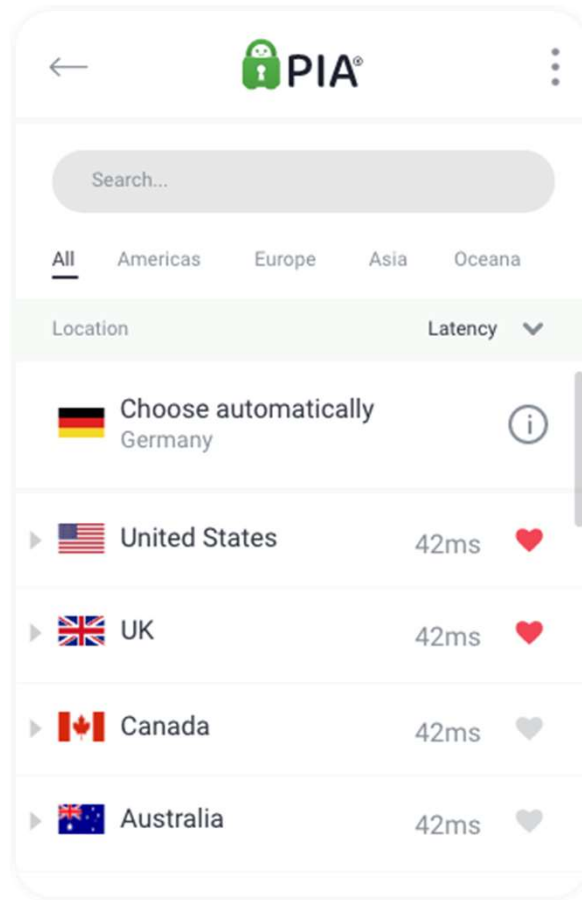 PIA®
Search...
All Americas Europe Asia Oceana
Location Latency
Choose automatically
Germany
United States 42ms
UK 42ms
Canada 42ms
Australia 42ms